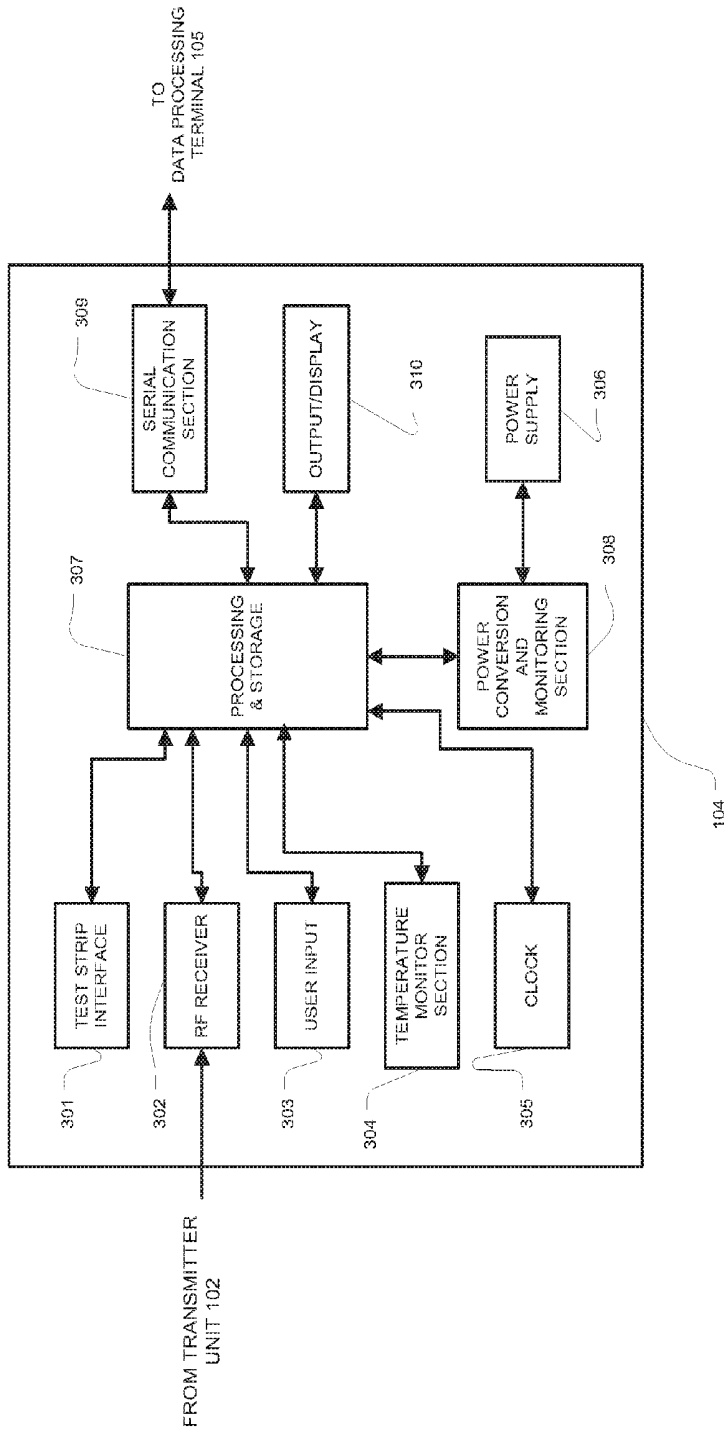 FROM TRANSMITTER
UNIT 102
301
TEST STRIP
INTERFACE
302
RF RECEIVER
303
USER INPUT
304
TEMPERATURE
MONITOR
SECTION
305
CLOCK
307
PROCESSING
& STORAGE
309
SERIAL
COMMUNICATION
SECTION
TO
DATA PROCESSING
TERMINAL 105
OUTPUT/DISPLAY
310
POWER
CONVERSION
AND
MONITORING
SECTION
308
POWER
SUPPLY
306
104